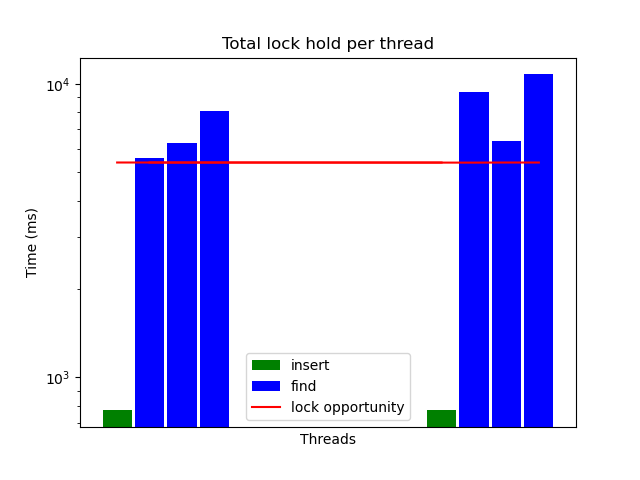 Total lock hold per thread
Time (ms)
10⁴
10³
insert
find
lock opportunity
Threads